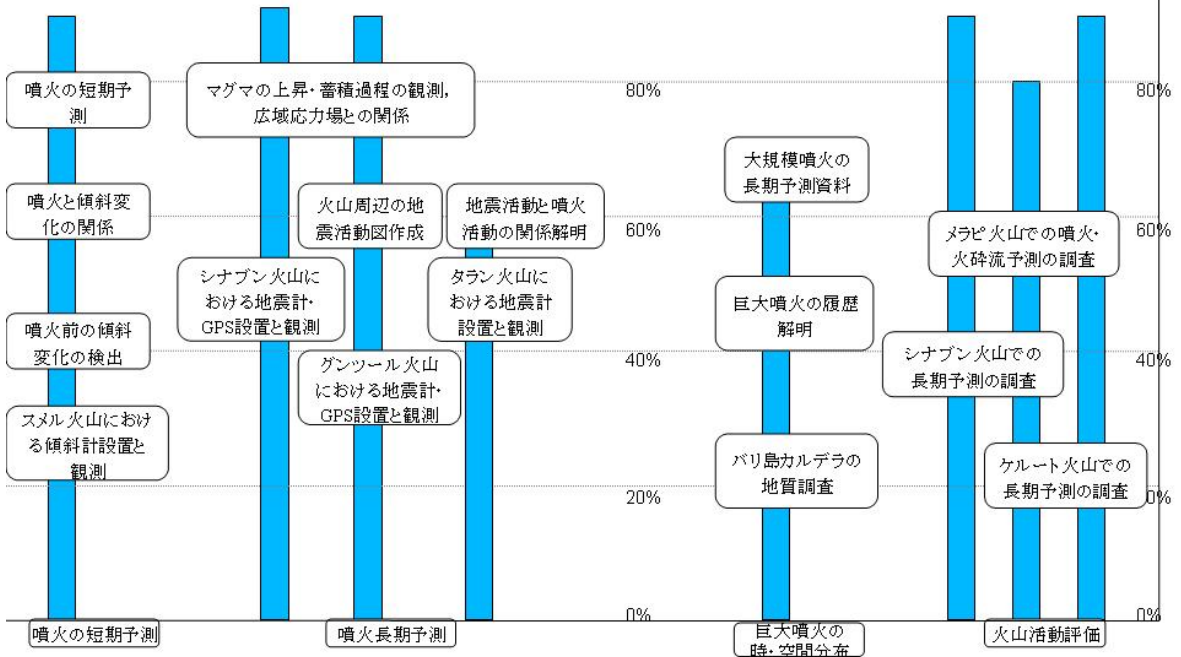 噴火の短期予
測
マグマの上昇・蓄積過程の観測,
広域応力場との関係
80%
80%
大規模噴火の
長期予測資料
噴火と傾斜変
化の関係
火山周辺の地
震活動図作成
地震活動と噴火
活動の関係解明
60%
メラピ火山での噴火・
火砕流予測の調査
60%
シナブン火山に
おける地震計・
GPS設置と観測
タラン火山に
おける地震計
設置と観測
巨大噴火の履歴
解明
噴火前の傾斜
変化の検出
40%
シナブン火山での
長期予測の調査
40%
グンツール火山
における地震計・
GPS設置と観測
スメル火山におけ
る傾斜計設置と
観測
バリ島カルデラの
地質調査
ケルート火山での
長期予測の調査
20%
0%
0%
0%
噴火の短期予測
噴火長期予測
巨大噴火の
時・空間分布
火山活動評価